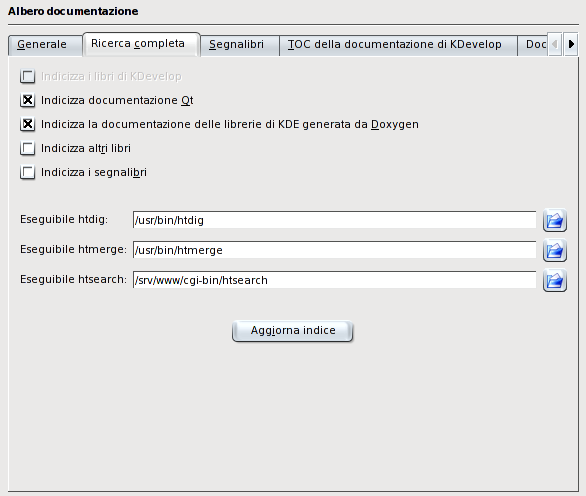 Albero documentazione
Generale
Ricerca completa
Segnalibri
TOC della documentazione di KDevelop
Doc
Indicizza i libri di KDevelop
Indicizza documentazione Qt
Indicizza la documentazione delle librerie di KDE generata da Doxygen
Indicizza altri libri
Indicizza i segnalibri
Eseguibile htdig: /usr/bin/htdig
Eseguibile htmerge: /usr/bin/htmerge
Eseguibile htsearch: /srv/www/cgi-bin/htsearch
Aggiorna indice